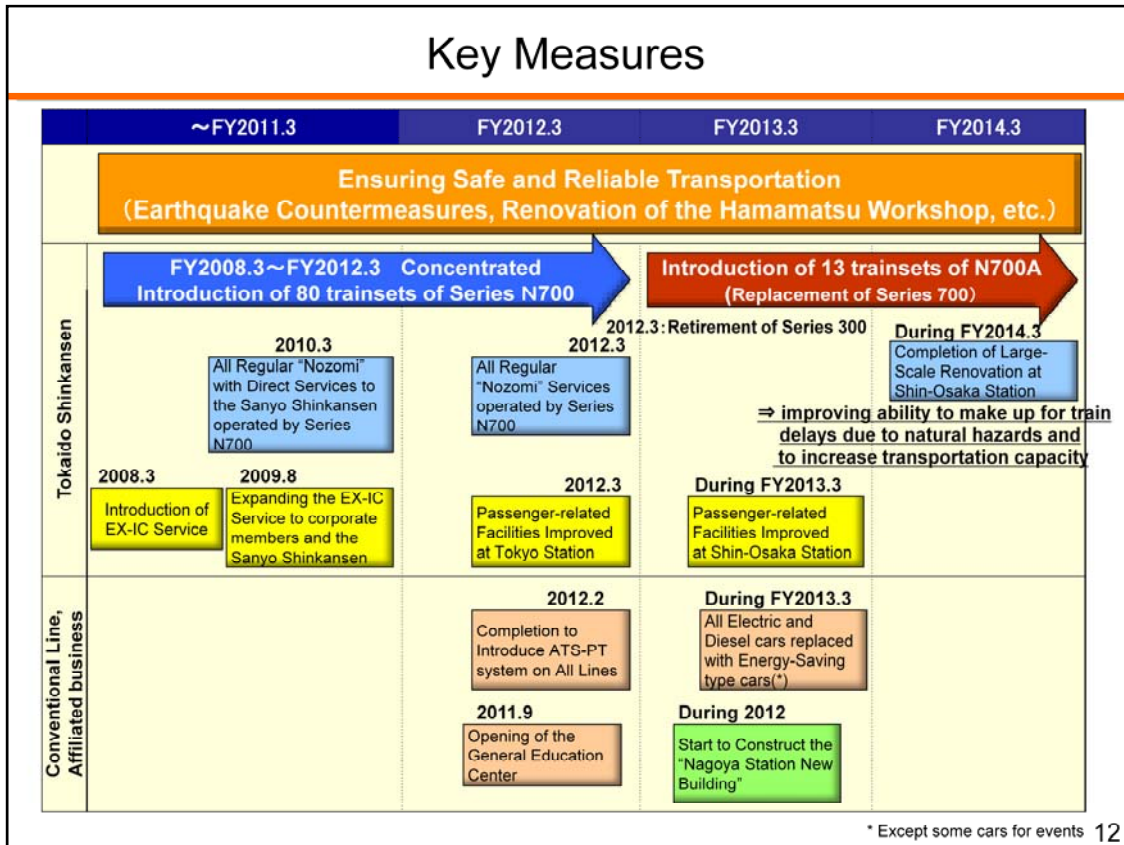 Key Measures
～FY2011.3
FY2012.3
FY2013.3
FY2014.3
Ensuring Safe and Reliable Transportation
（Earthquake Countermeasures, Renovation of the Hamamatsu Workshop, etc.）
Tokaido Shinkansen
FY2008.3～FY2012.3 Concentrated
Introduction of 80 trainsets of Series N700
Introduction of 13 trainsets of N700A
(Replacement of Series 700）
2012.3：Retirement of Series 300
2010.3
All Regular “Nozomi”
with Direct Services to
the Sanyo Shinkansen
operated by Series
N700
2012.3
All Regular
“Nozomi” Services
operated by Series
N700
During FY2014.3
Completion of Large-
Scale Renovation at
Shin-Osaka Station
⇒ improving ability to make up for train
delays due to natural hazards and
to increase transportation capacity
2008.3
Introduction of
EX-IC Service
2009.8
Expanding the EX-IC
Service to corporate
members and the
Sanyo Shinkansen
2012.3
Passenger-related
Facilities Improved
at Tokyo Station
During FY2013.3
Passenger-related
Facilities Improved
at Shin-Osaka Station
Conventional Line,
Affiliated business
2012.2
Completion to
Introduce ATS-PT
system on All Lines
During FY2013.3
All Electric and
Diesel cars replaced
with Energy-Saving
type cars(*)
2011.9
Opening of the
General Education
Center
During 2012
Start to Construct the
“Nagoya Station New
Building”
* Except some cars for events
12